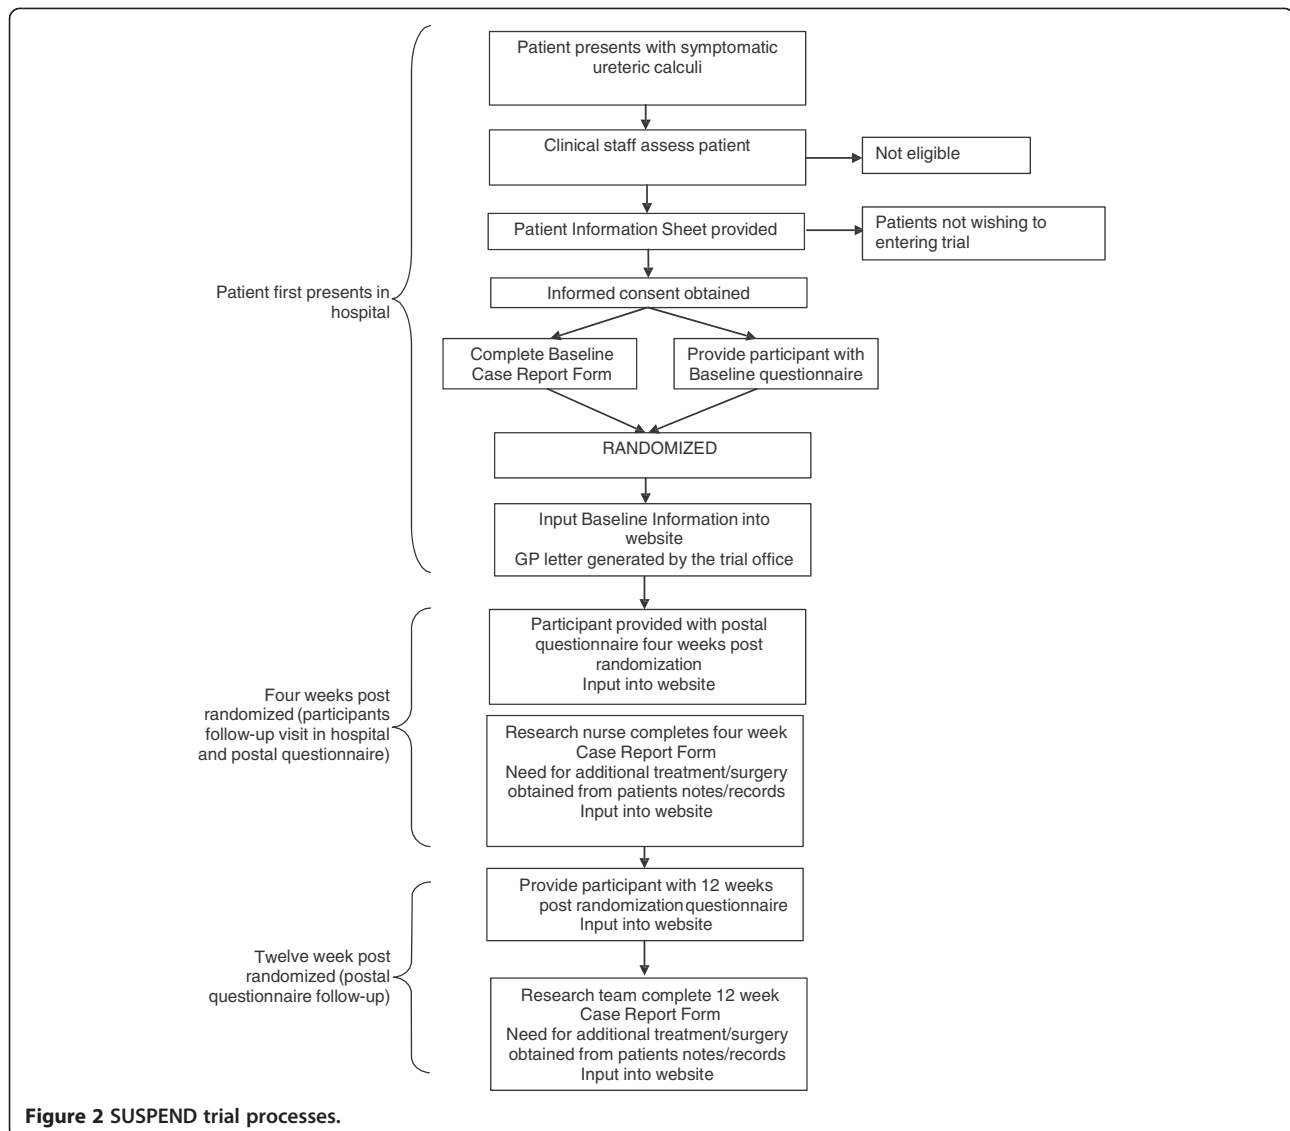 Patient presents with symptomatic
ureteric calculi
Clinical staff assess patient
Not eligible
Patient Information Sheet provided
Patients not wishing to
entering trial
Informed consent obtained
Patient first presents in
hospital
Complete Baseline
Case Report Form
Provide participant with
Baseline questionnaire
RANDOMIZED
Input Baseline Information into
website
GP letter generated by the trial office
Participant provided with postal
questionnaire four weeks post
randomization
Input into website
Four weeks post
randomized (participants
follow-up visit in hospital
and postal questionnaire)
Research nurse completes four week
Case Report Form
Need for additional treatment/surgery
obtained from patients notes/records
Input into website
Provide participant with 12 weeks
post randomization questionnaire
Input into website
Twelve week post
randomized (postal
questionnaire follow-up)
Research team complete 12 week
Case Report Form
Need for additional treatment/surgery
obtained from patients notes/records
Input into website
Figure 2 SUSPEND trial processes.